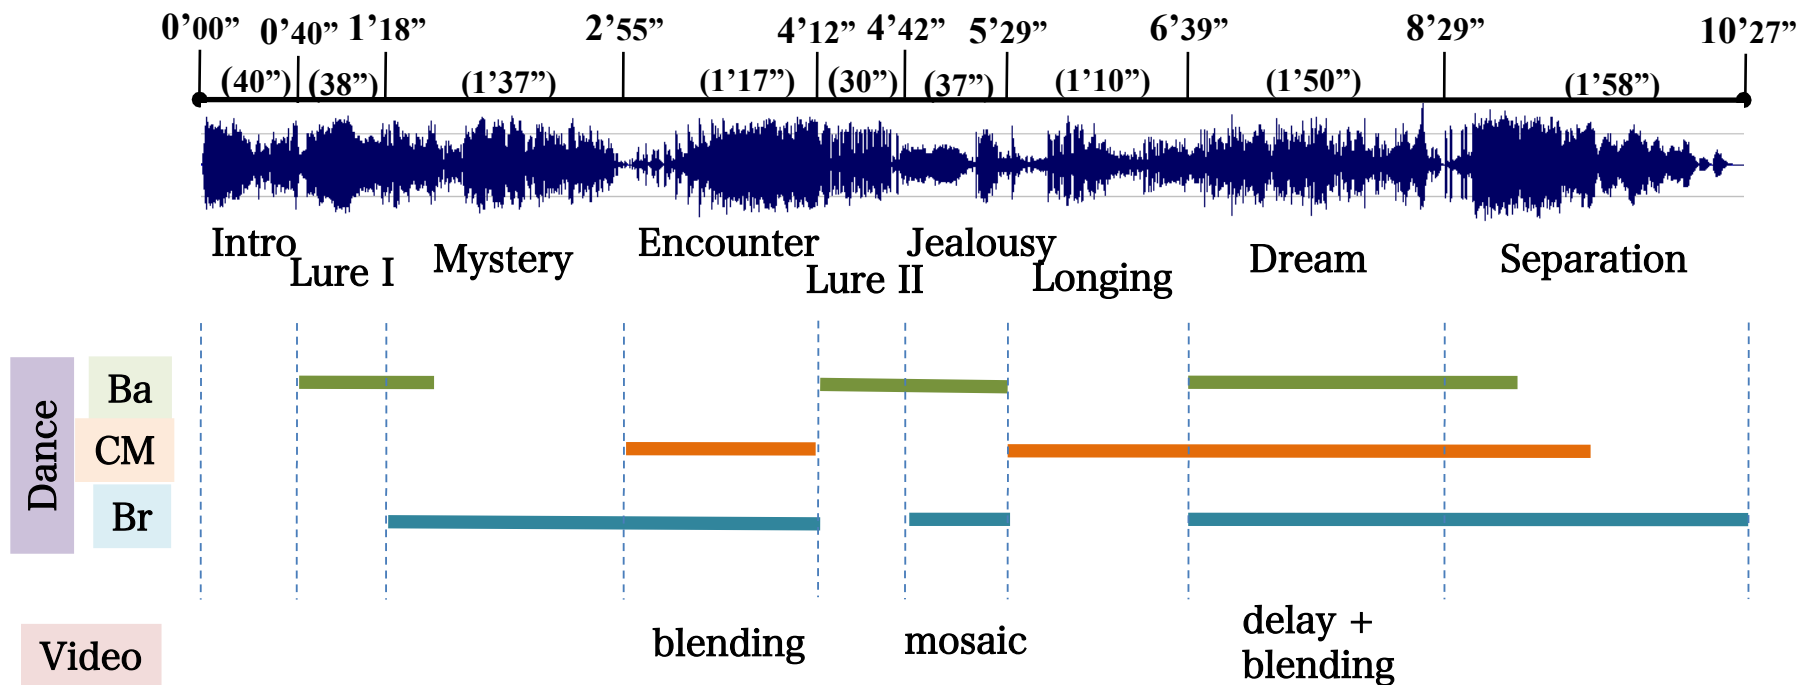 0’00” 0’40” 1’18” 2’55” 4’12” 4’42” 5’29” 6’39” 8’29” 10’27”
(40”) (38”) (1’37”) (1’17”) (30”) (37”) (1’10”) (1’50”) (1’58”)
Intro Lure I Mystery Encounter Lure II Jealousy Longing Dream Separation
Dance
Ba
CM
Br
Video blending mosaic delay +
blending